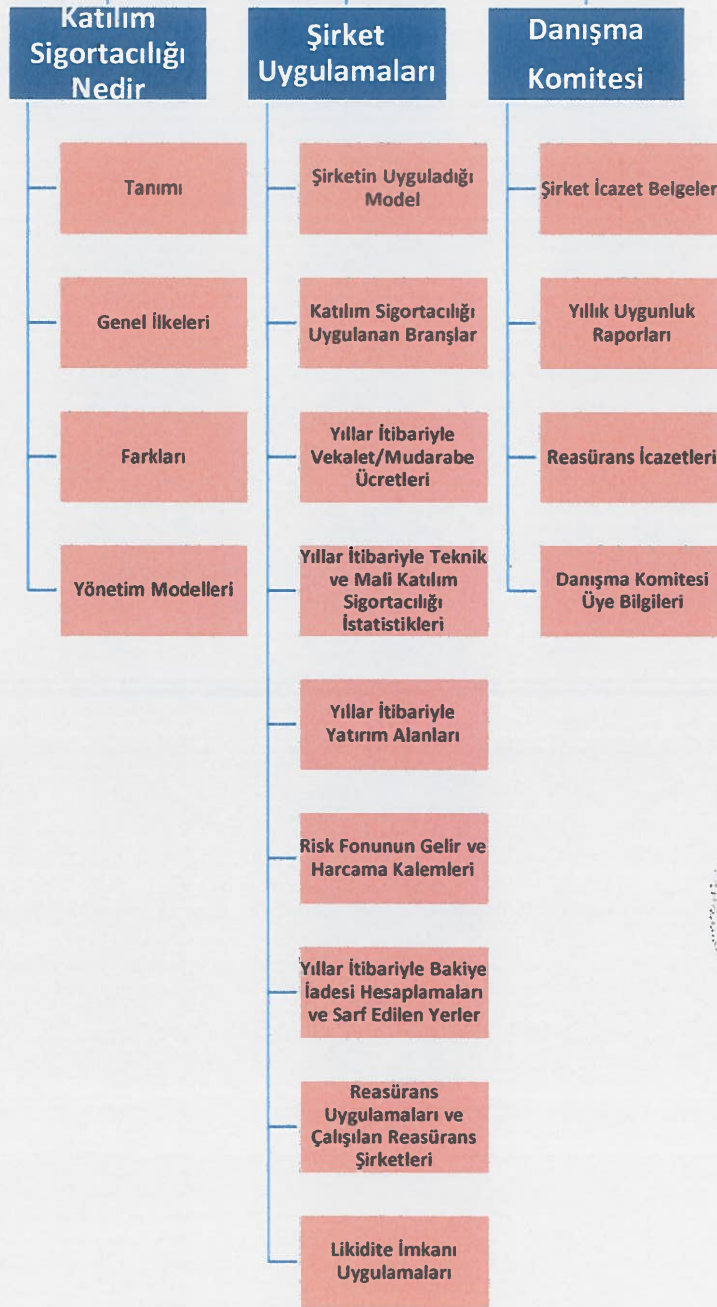 Katılım
Sigortacılığı
Nedir
Tanımı
Genel İlkeleri
Farkları
Yönetim Modelleri
Şirket
Uygulamaları
Şirketin Uyguladığı
Model
Katılım Sigortacılığı
Uygulanan Branşlar
Yıllar İtibariyle
Vekalet/Mudarabe
Ücretleri
Yıllar İtibariyle Teknik
ve Mali Katılım
Sigortacılığı
İstatistikleri
Yıllar İtibariyle
Yatırım Alanları
Risk Fonunun Gelir ve
Harcama Kalemleri
Yıllar İtibariyle Bakiye
İadesi Hesaplamaları
ve Sarf Edilen Yerler
Reasürans
Uygulamaları ve
Çalışılan Reasürans
Şirketleri
Likidite İmkanı
Uygulamaları
Danışma
Komitesi
Şirket İcazet Belgeler
Yıllık Uygunluk
Raporları
Reasürans İcazetleri
Danışma Komitesi
Üye Bilgileri